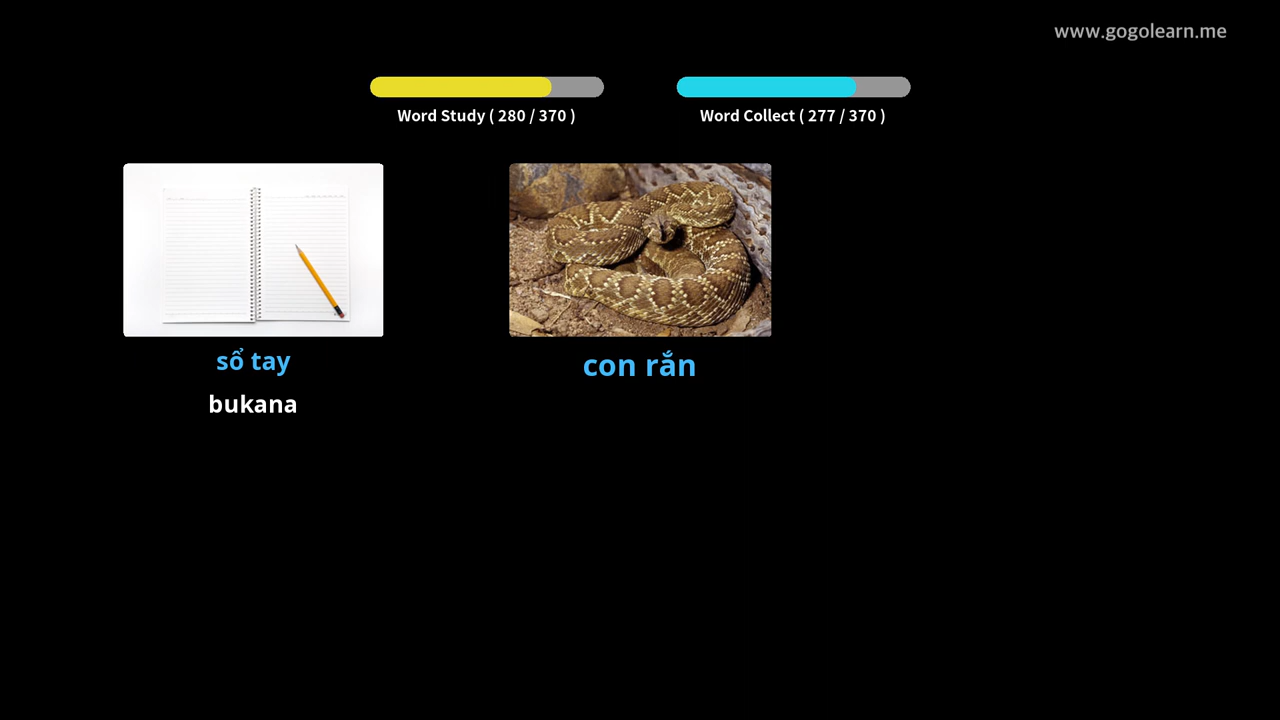 www.gogolearn.me
Word Study ( 280 / 370 )
Word Collect ( 277 / 370 )
sổ tay
bukana
con rắn